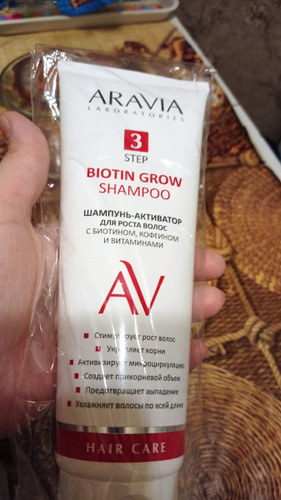 ARAVIA
LABORATORIES
3
STEP
BIOTIN GROW
SHAMPOO
ШАМПУНЬ-АКТИВАТОР
ДЛЯ РОСТА ВОЛОС
С БИОТИНОМ, КОФЕИНОМ
И ВИТАМИНАМИ
AV
Стимулирует рост волос
Укрепляет корни
Активизирует микроциркуляцию
Создает прикорневой объем
Предотвращает выпадение
Увлажняет волосы по всей длине
HAIR CARE